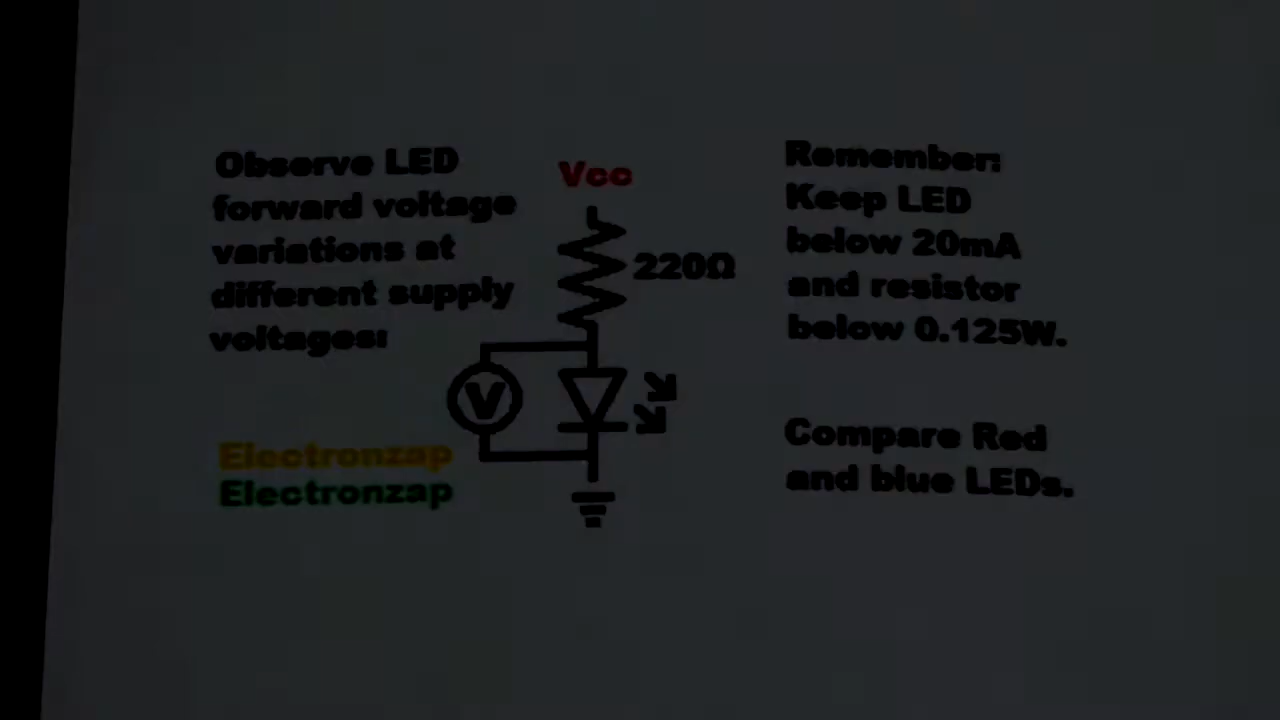 Observe LED
forward voltage
variations at
different supply
voltages:
Vcc
220Ω
V
Electronzap
Electronzap
Remember:
Keep LED
below 20mA
and resistor
below 0.125W.
Compare Red
and blue LEDs.